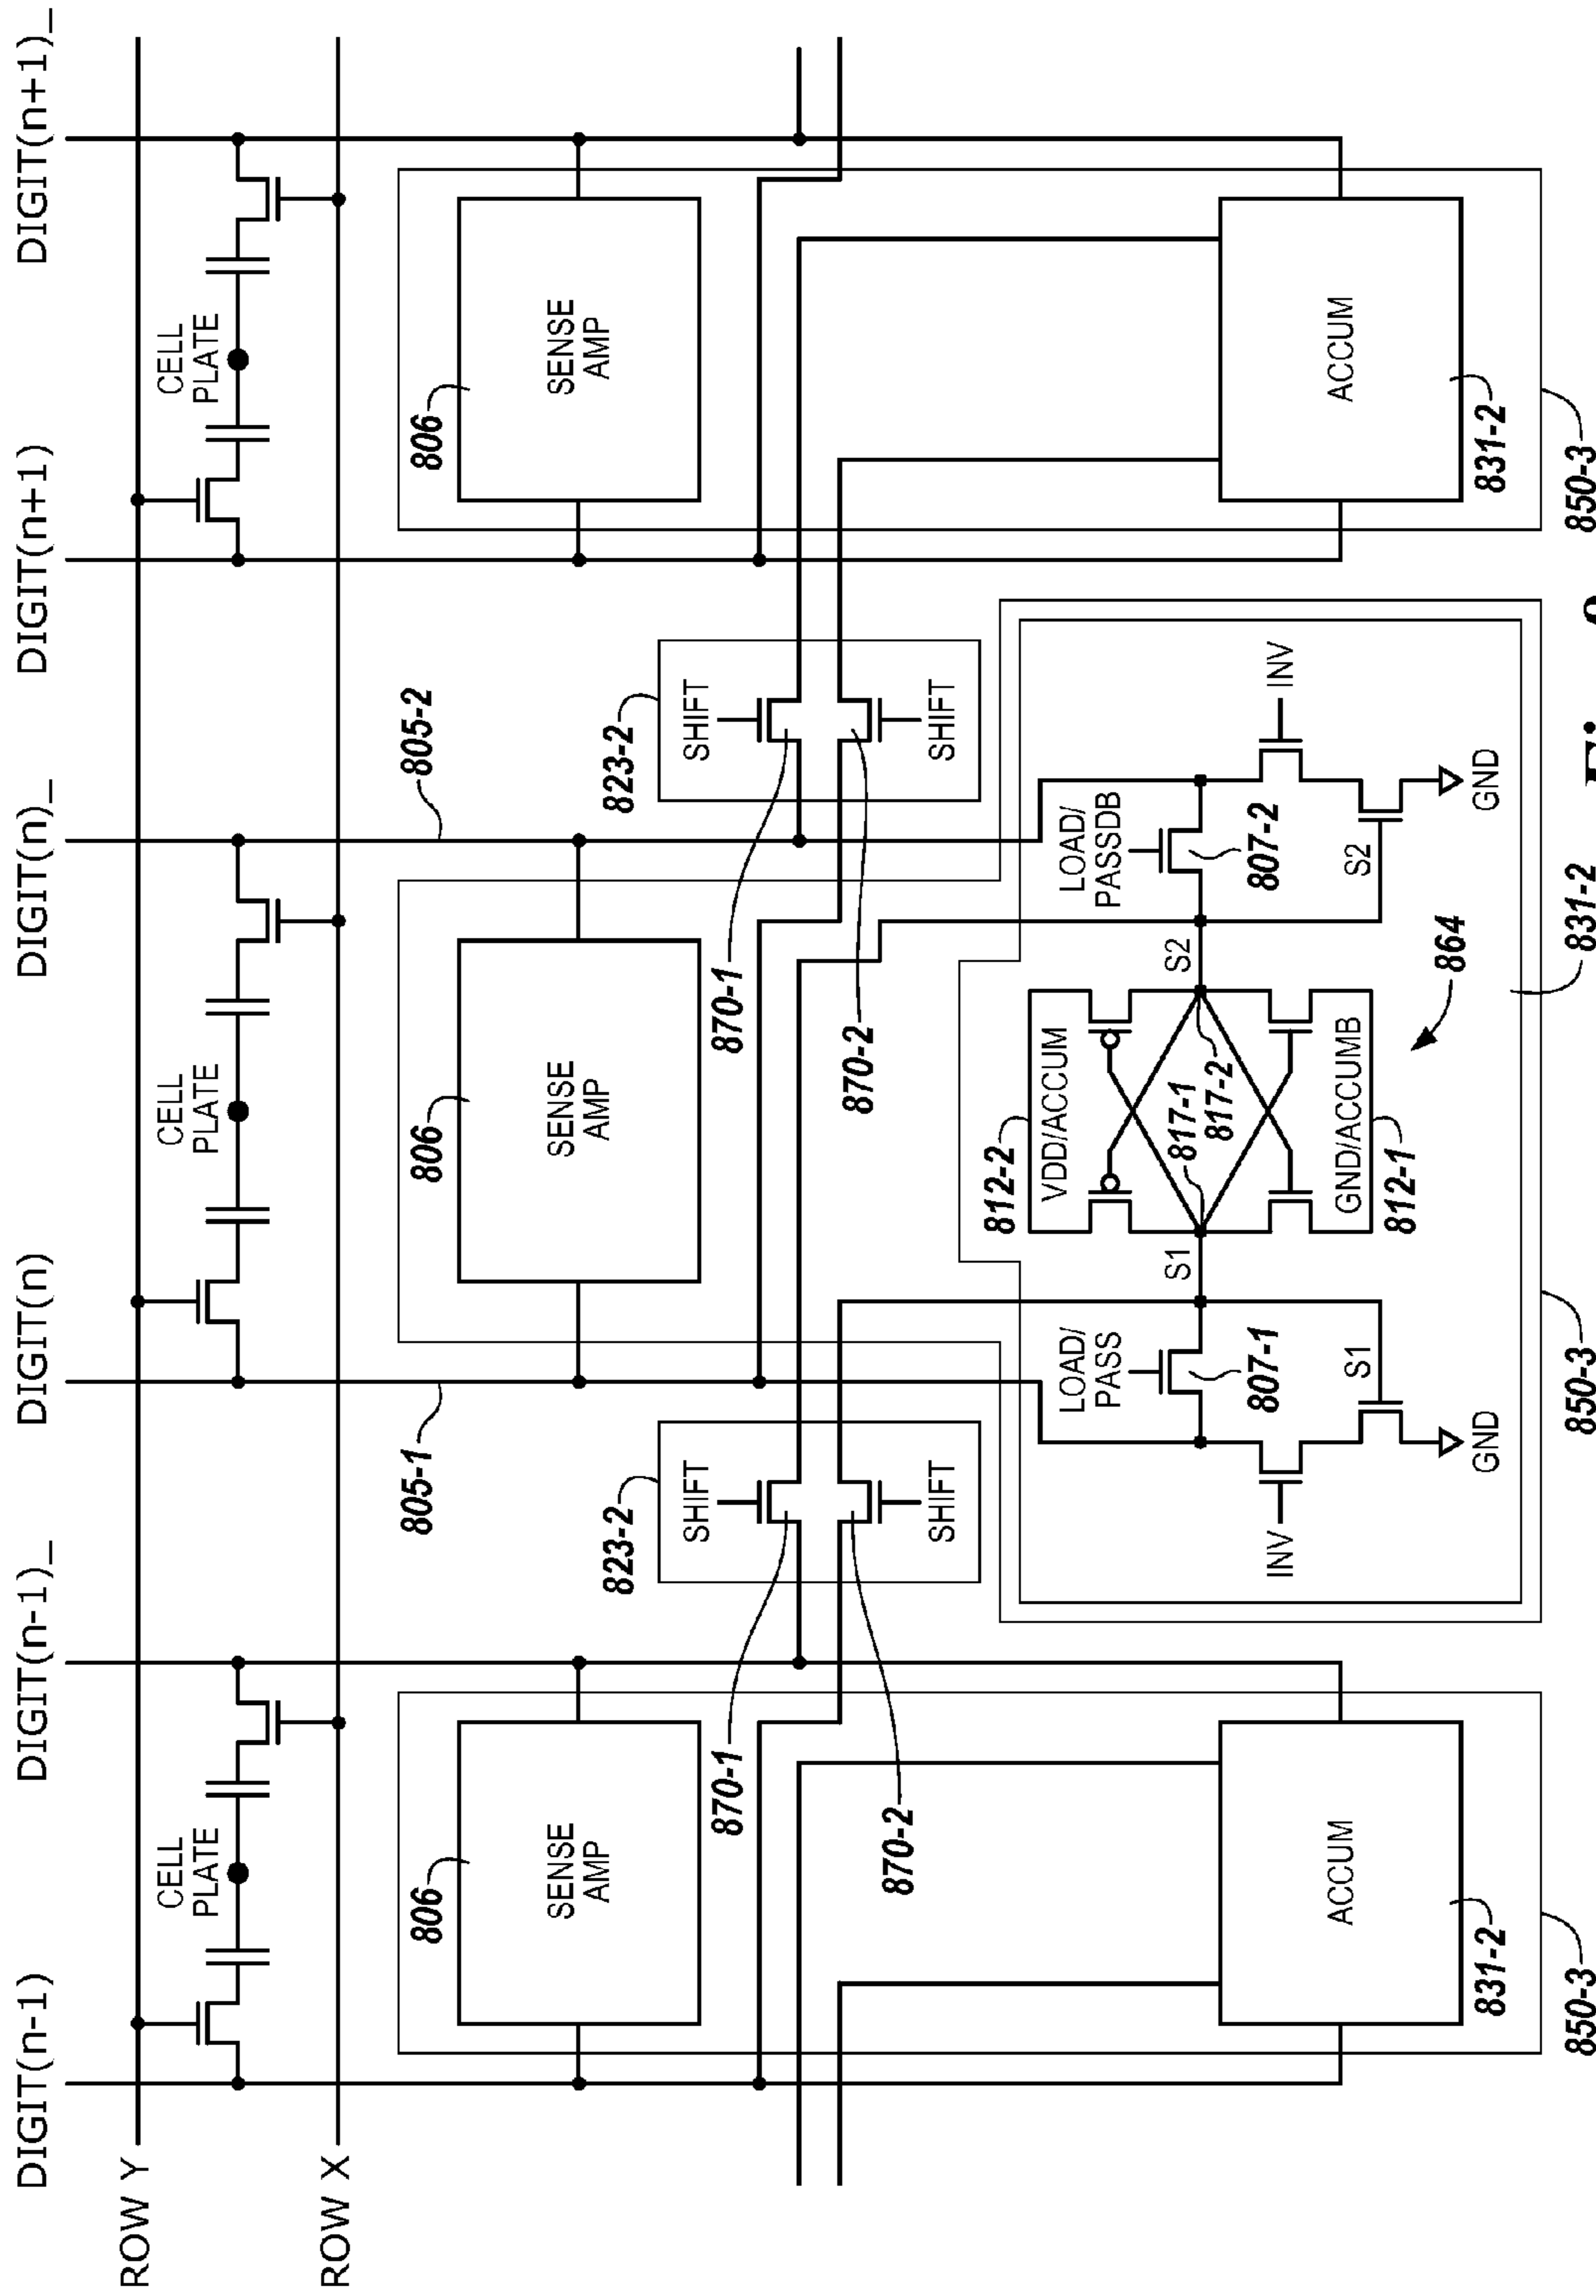 DIGIT(n-1)
DIGIT(n-1)_
DIGIT(n)
DIGIT(n)_
DIGIT(n+1)
DIGIT(n+1)_
ROW Y
ROW X
CELL
PLATE
CELL
PLATE
CELL
PLATE
805-1
805-2
806
SENSE
AMP
806
SENSE
AMP
806
SENSE
AMP
823-2
SHIFT
SHIFT
870-1
870-2
823-2
SHIFT
SHIFT
870-1
870-2
ACCUM
831-2
850-3
LOAD/
PASS
807-1
INV
S1
GND
S1
812-2
VDD/ACCUM
817-1
817-2
GND/ACCUMB
812-1
864
S2
LOAD/
PASSDB
807-2
INV
S2
GND
831-2
850-3
ACCUM
831-2
850-3